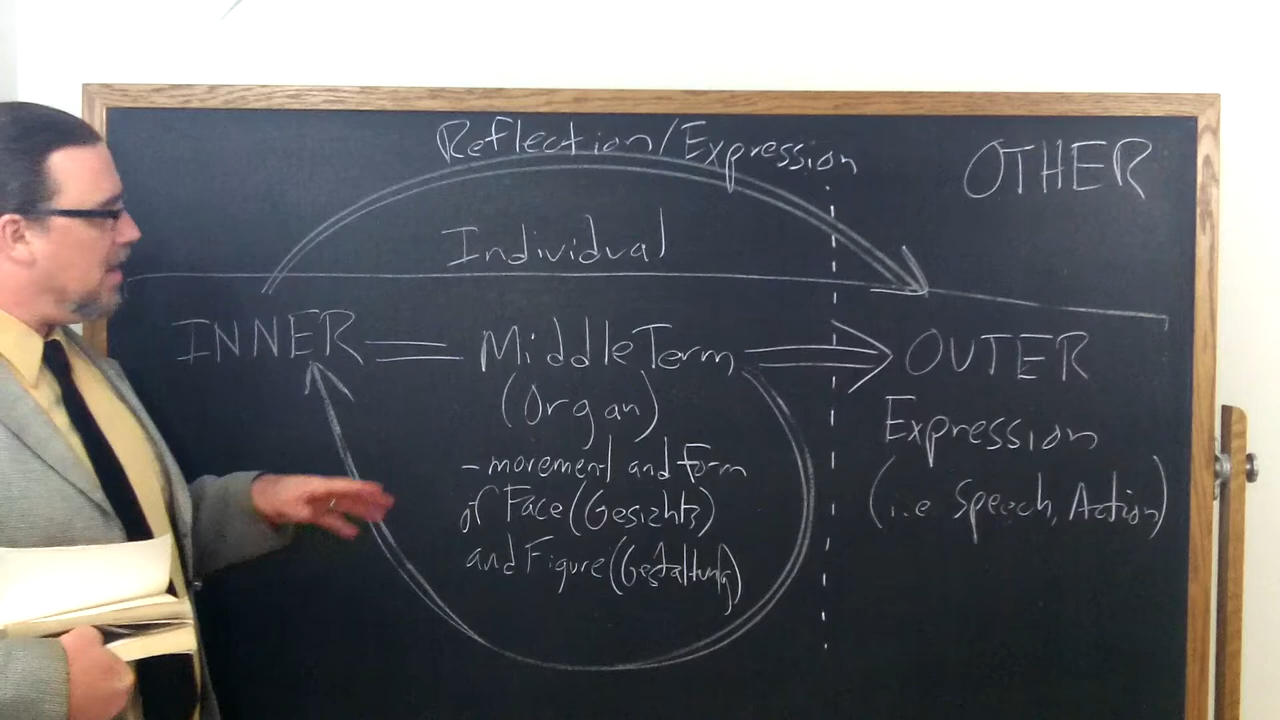 Reflection/Expression
OTHER
Individual
INNER
Middle Term
OUTER
(Organ)
Expression
- movement and form
(i.e Speech, Action)
of Face (Gesizhts)
and Figure (Gestaltung)